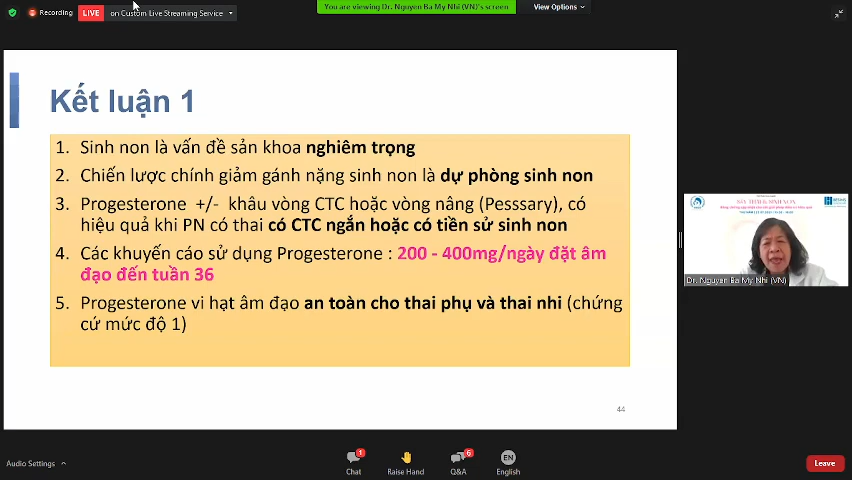 Recording
LIVE
on Custom Live Streaming Service
You are viewing Dr. Nguyen Ba My Nhi (VN)'s screen
View Options
Kết luận 1
1. Sinh non là vấn đề sản khoa nghiêm trọng
2. Chiến lược chính giảm gánh nặng sinh non là dự phòng sinh non
3. Progesterone +/- khâu vòng CTC hoặc vòng nâng (Pesssary), có
hiệu quả khi PN có thai có CTC ngắn hoặc có tiền sử sinh non
4. Các khuyến cáo sử dụng Progesterone : 200 - 400mg/ngày đặt âm
đạo đến tuần 36
5. Progesterone vi hạt âm đạo an toàn cho thai phụ và thai nhi (chứng
cứ mức độ 1)
44
Dr. Nguyen Ba My Nhi (VN)
Audio Settings
Chat
1
Raise Hand
Q&A
6
EN
English
Leave